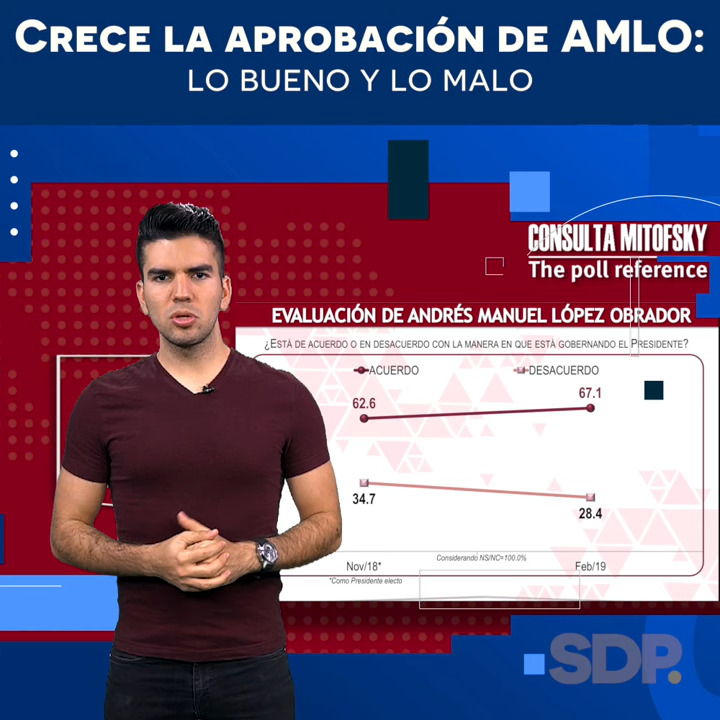 CRECE LA APROBACIÓN DE AMLO:
LO BUENO Y LO MALO
CONSULTA MITOFSKY
The poll reference
EVALUACIÓN DE ANDRÉS MANUEL LÓPEZ OBRADOR
¿ESTÁ DE ACUERDO O EN DESACUERDO CON LA MANERA EN QUE ESTÁ GOBERNANDO EL PRESIDENTE?
ACUERDO DESACUERDO
62.6 67.1
34.7 28.4
Considerando NS/NC=100.0%
Nov/18* Feb/19
*Como Presidente electo
SDP.